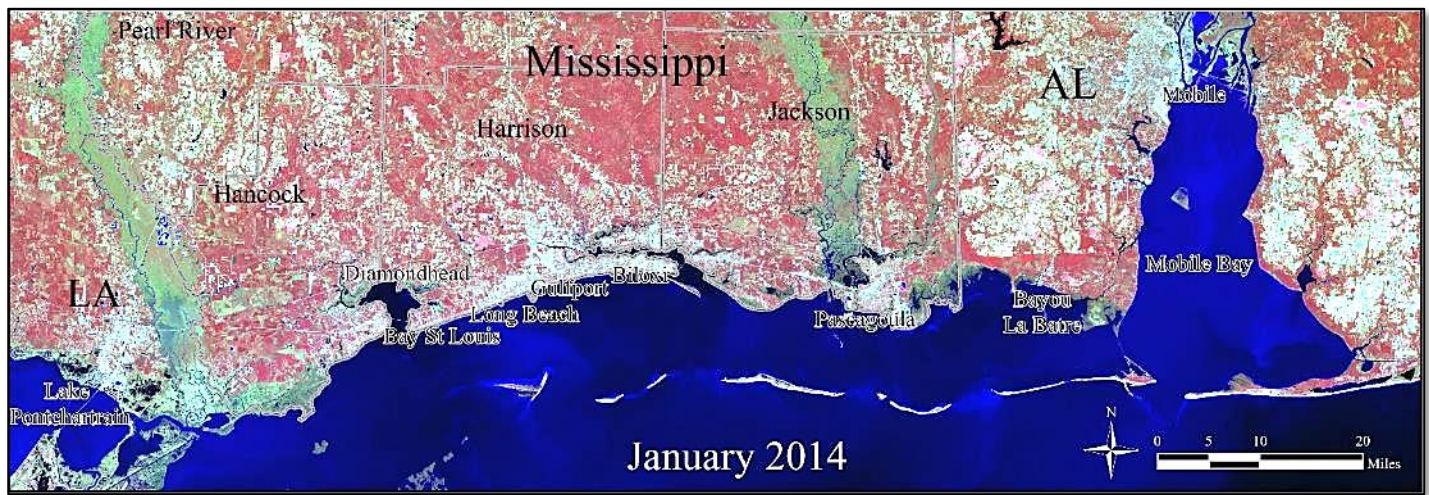 Pearl River
Mississippi
AL
Mobile
Harrison
Jackson
Hancock
Mobile Bay
Diamondhead
Biloxi
LA
Gulfport
Long Beach
Bay St Louis
Pascagoula
Bayou
La Batre
Lake
Pontchartrain
January 2014
N
0 5 10 20
Miles